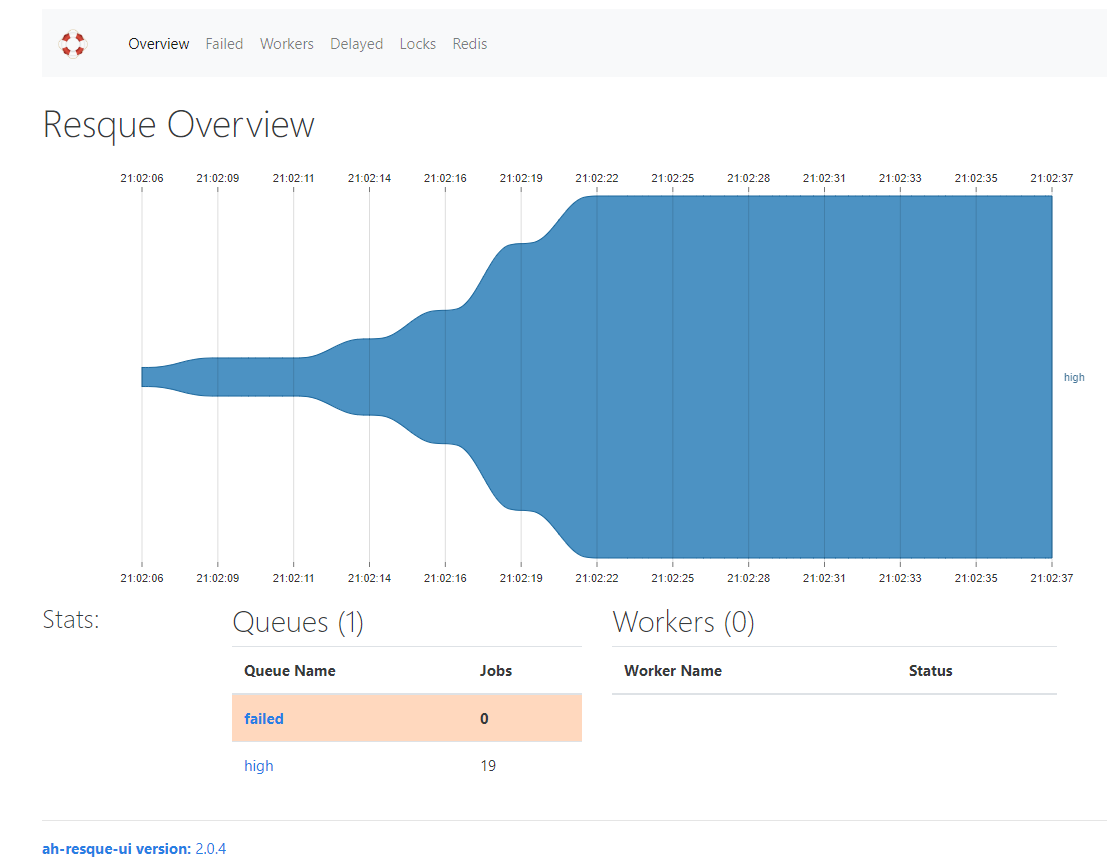 Overview Failed Workers Delayed Locks Redis
Resque Overview
21:02:06 21:02:09 21:02:11 21:02:14 21:02:16 21:02:19 21:02:22 21:02:25 21:02:28 21:02:31 21:02:33 21:02:35 21:02:37
high
21:02:06 21:02:09 21:02:11 21:02:14 21:02:16 21:02:19 21:02:22 21:02:25 21:02:28 21:02:31 21:02:33 21:02:35 21:02:37
Stats: Queues (1) Workers (0)
Queue Name Jobs Worker Name Status
failed 0
high 19
ah-resque-ui version: 2.0.4